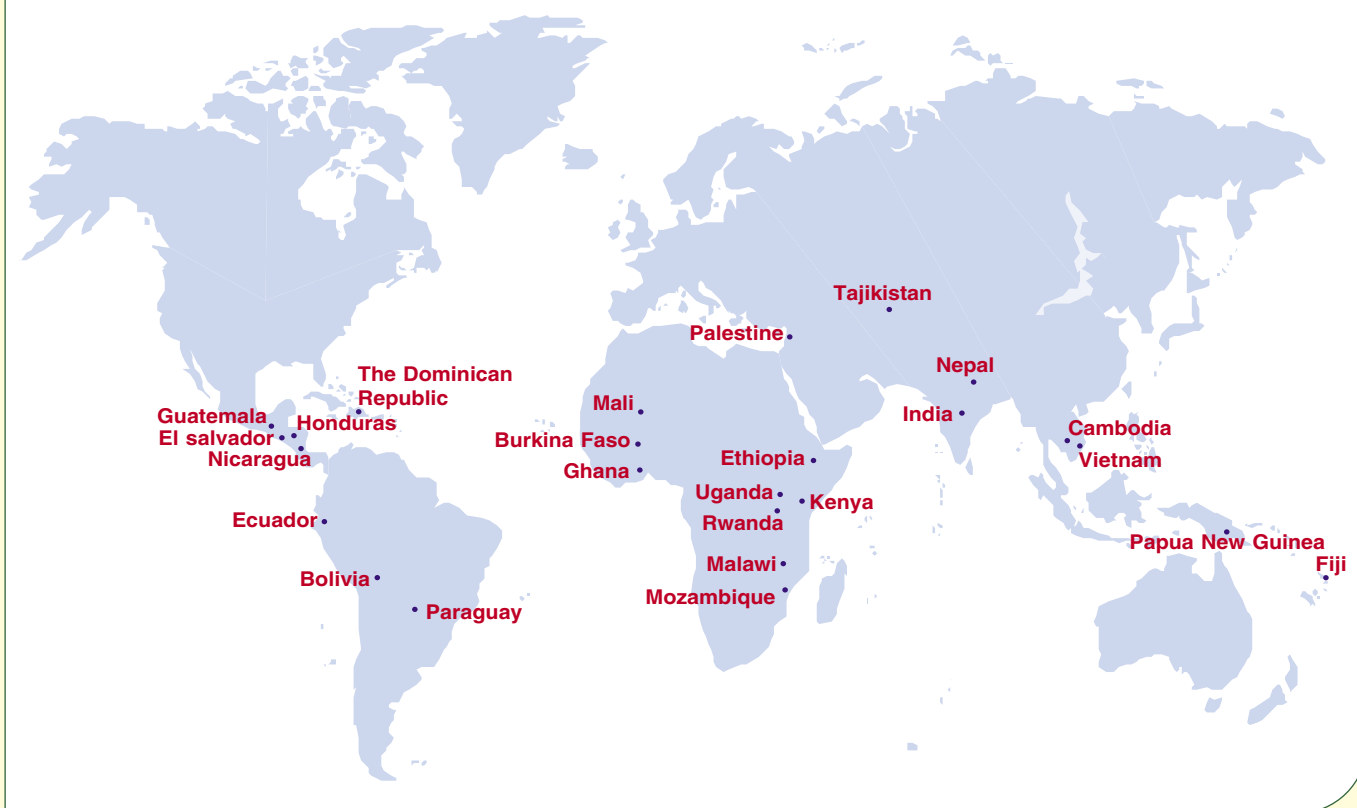 Tajikistan
Palestine
Nepal
The Dominican
Republic
Mali
India
Guatemala
Honduras
El salvador
Nicaragua
Burkina Faso
Cambodia
Vietnam
Ethiopia
Ghana
Uganda
Kenya
Rwanda
Ecuador
Papua New Guinea
Fiji
Malawi
Bolivia
Mozambique
Paraguay